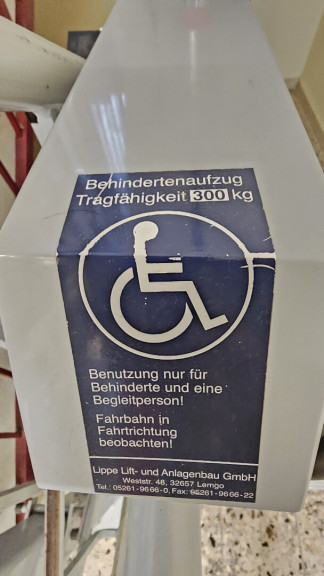 Behindertenaufzug
Tragfähigkeit 300 kg
Benutzung nur für
Behinderte und eine
Begleitperson!
Fahrbahn in
Fahrtrichtung
beobachten!
Lippe Lift- und Anlagenbau GmbH
Weststr. 48, 32657 Lemgo
Tel.: 05261-9666-0, Fax: 05261-9666-22